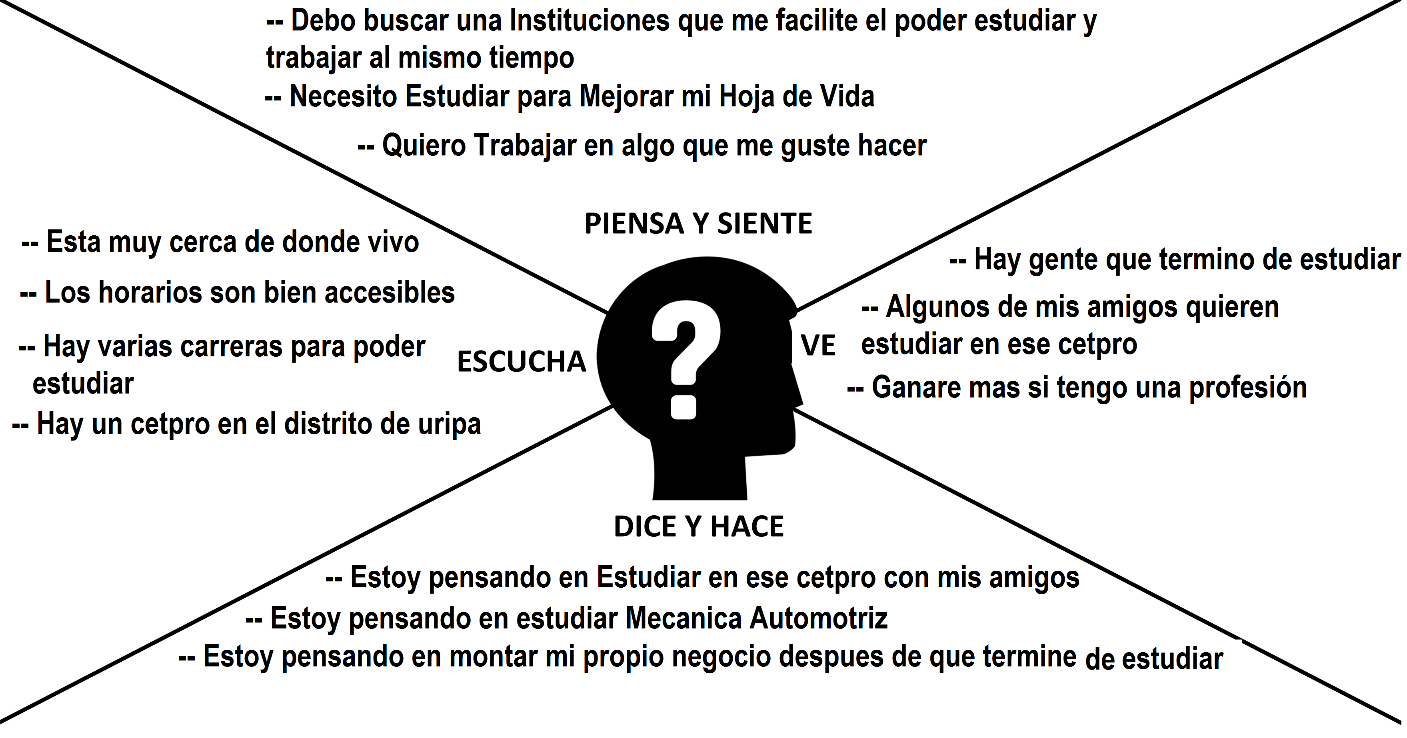 -- Debo buscar una Instituciones que me facilite el poder estudiar y
trabajar al mismo tiempo
-- Necesito Estudiar para Mejorar mi Hoja de Vida
-- Quiero Trabajar en algo que me guste hacer
PIENSA Y SIENTE
-- Esta muy cerca de donde vivo
-- Los horarios son bien accesibles
-- Hay varias carreras para poder
estudiar
-- Hay un cetpro en el distrito de uripa
ESCUCHA
?
VE
-- Hay gente que termino de estudiar
-- Algunos de mis amigos quieren
estudiar en ese cetpro
-- Ganare mas si tengo una profesión
DICE Y HACE
-- Estoy pensando en Estudiar en ese cetpro con mis amigos
-- Estoy pensando en estudiar Mecanica Automotriz
-- Estoy pensando en montar mi propio negocio despues de que termine de estudiar